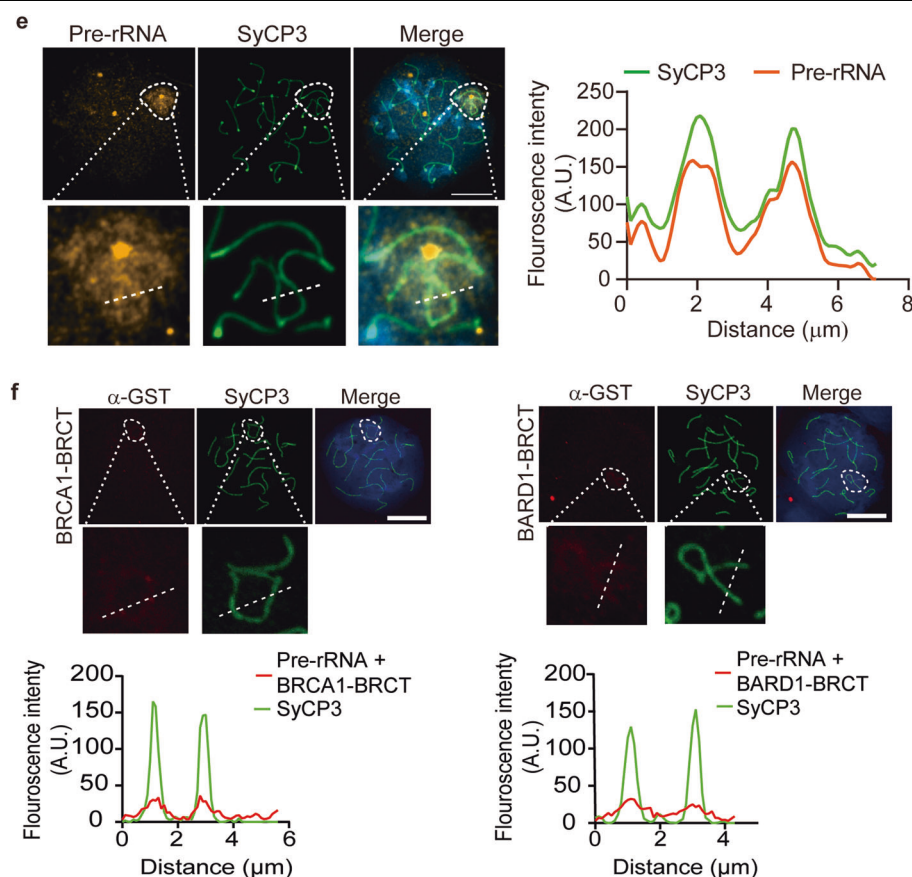 e
Pre-rRNA SyCP3 Merge
SyCP3 Pre-rRNA
Flouroscence intenty
(A.U.)
250
200
150
100
50
0
0 2 4 6 8
Distance (μm)
f
BRCA1-BRCT
α-GST SyCP3 Merge
BARD1-BRCT
α-GST SyCP3 Merge
Flouroscence intenty
(A.U.)
200
150
100
50
0
0 2 4 6
Distance (μm)
Pre-rRNA +
BRCA1-BRCT
SyCP3
Flouroscence intenty
(A.U.)
200
150
100
50
0
0 2 4
Distance (μm)
Pre-rRNA +
BARD1-BRCT
SyCP3